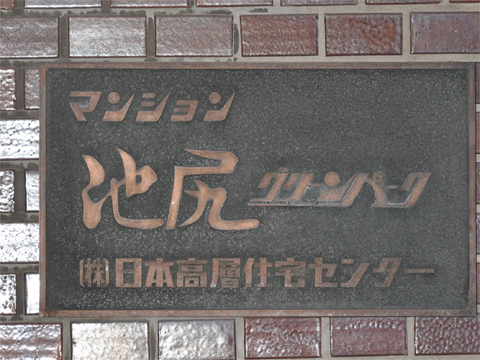 マンション
池尻 グリーンパーク
㈱日本高層住宅センター